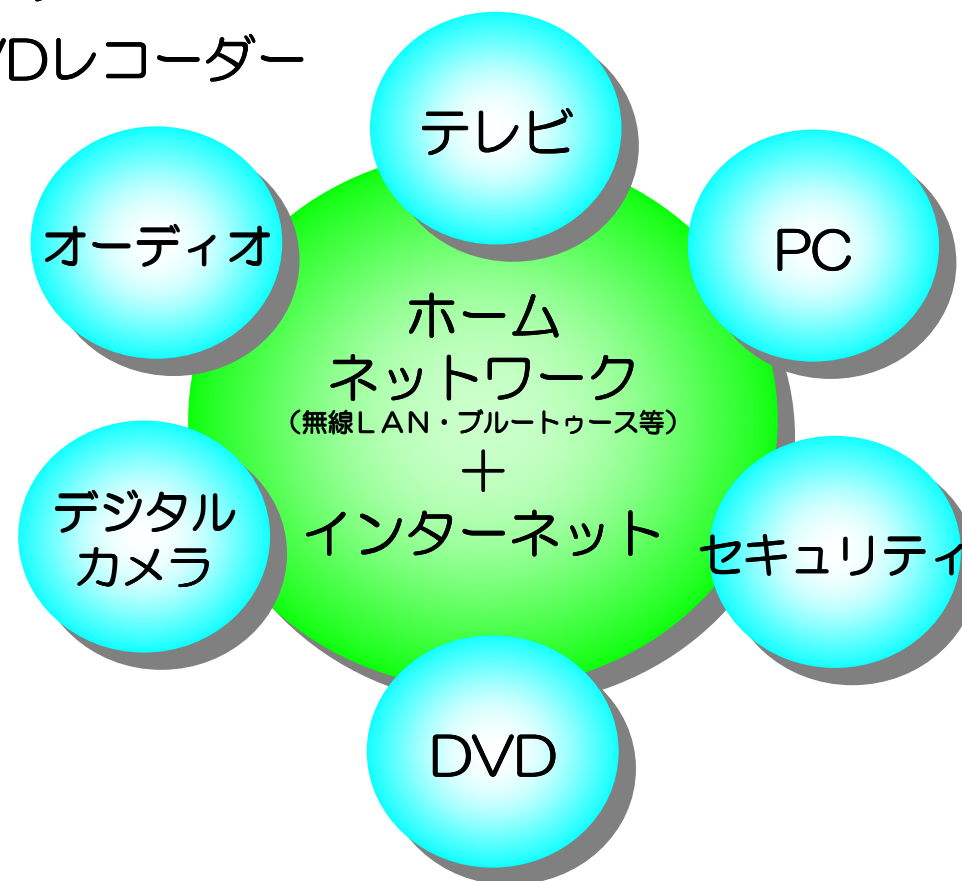 Dレコーダー
テレビ
オーディオ
PC
ホーム
ネットワーク
（無線LAN・ブルートゥース等）
＋
インターネット
デジタル
カメラ
セキュリティ
DVD